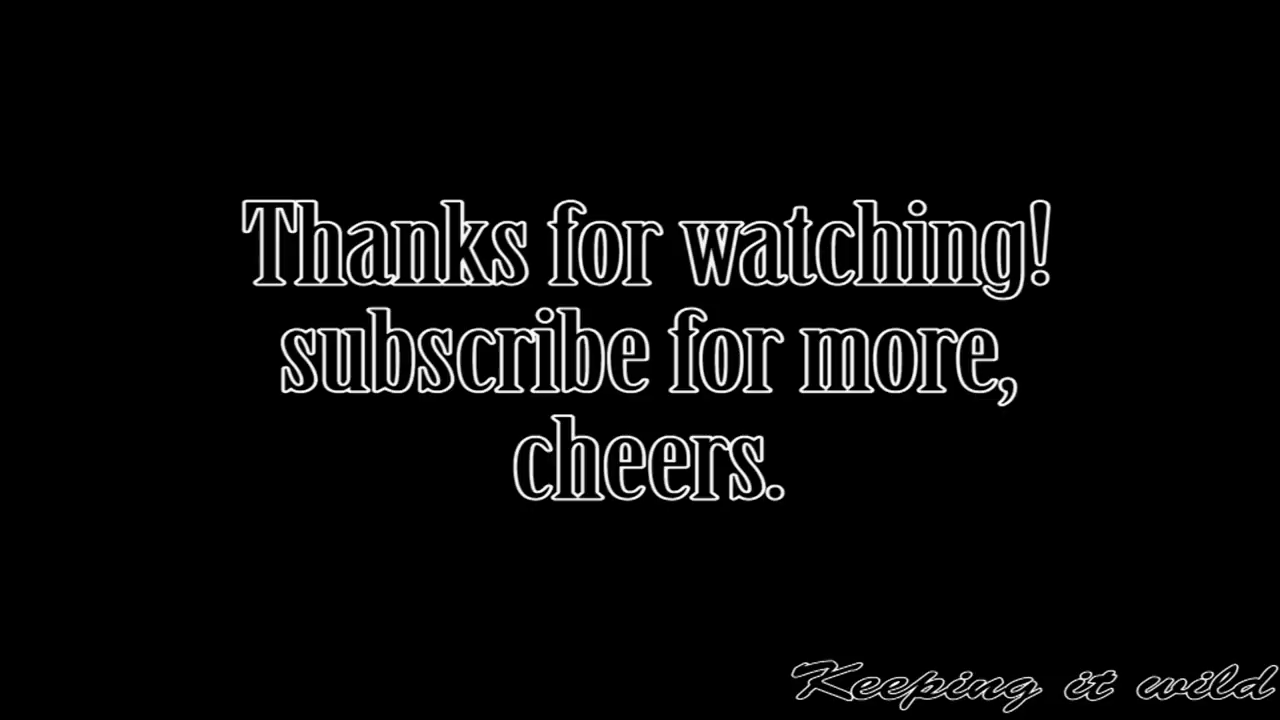 Thanks for watching!
subscribe for more,
cheers.
Keeping it wild